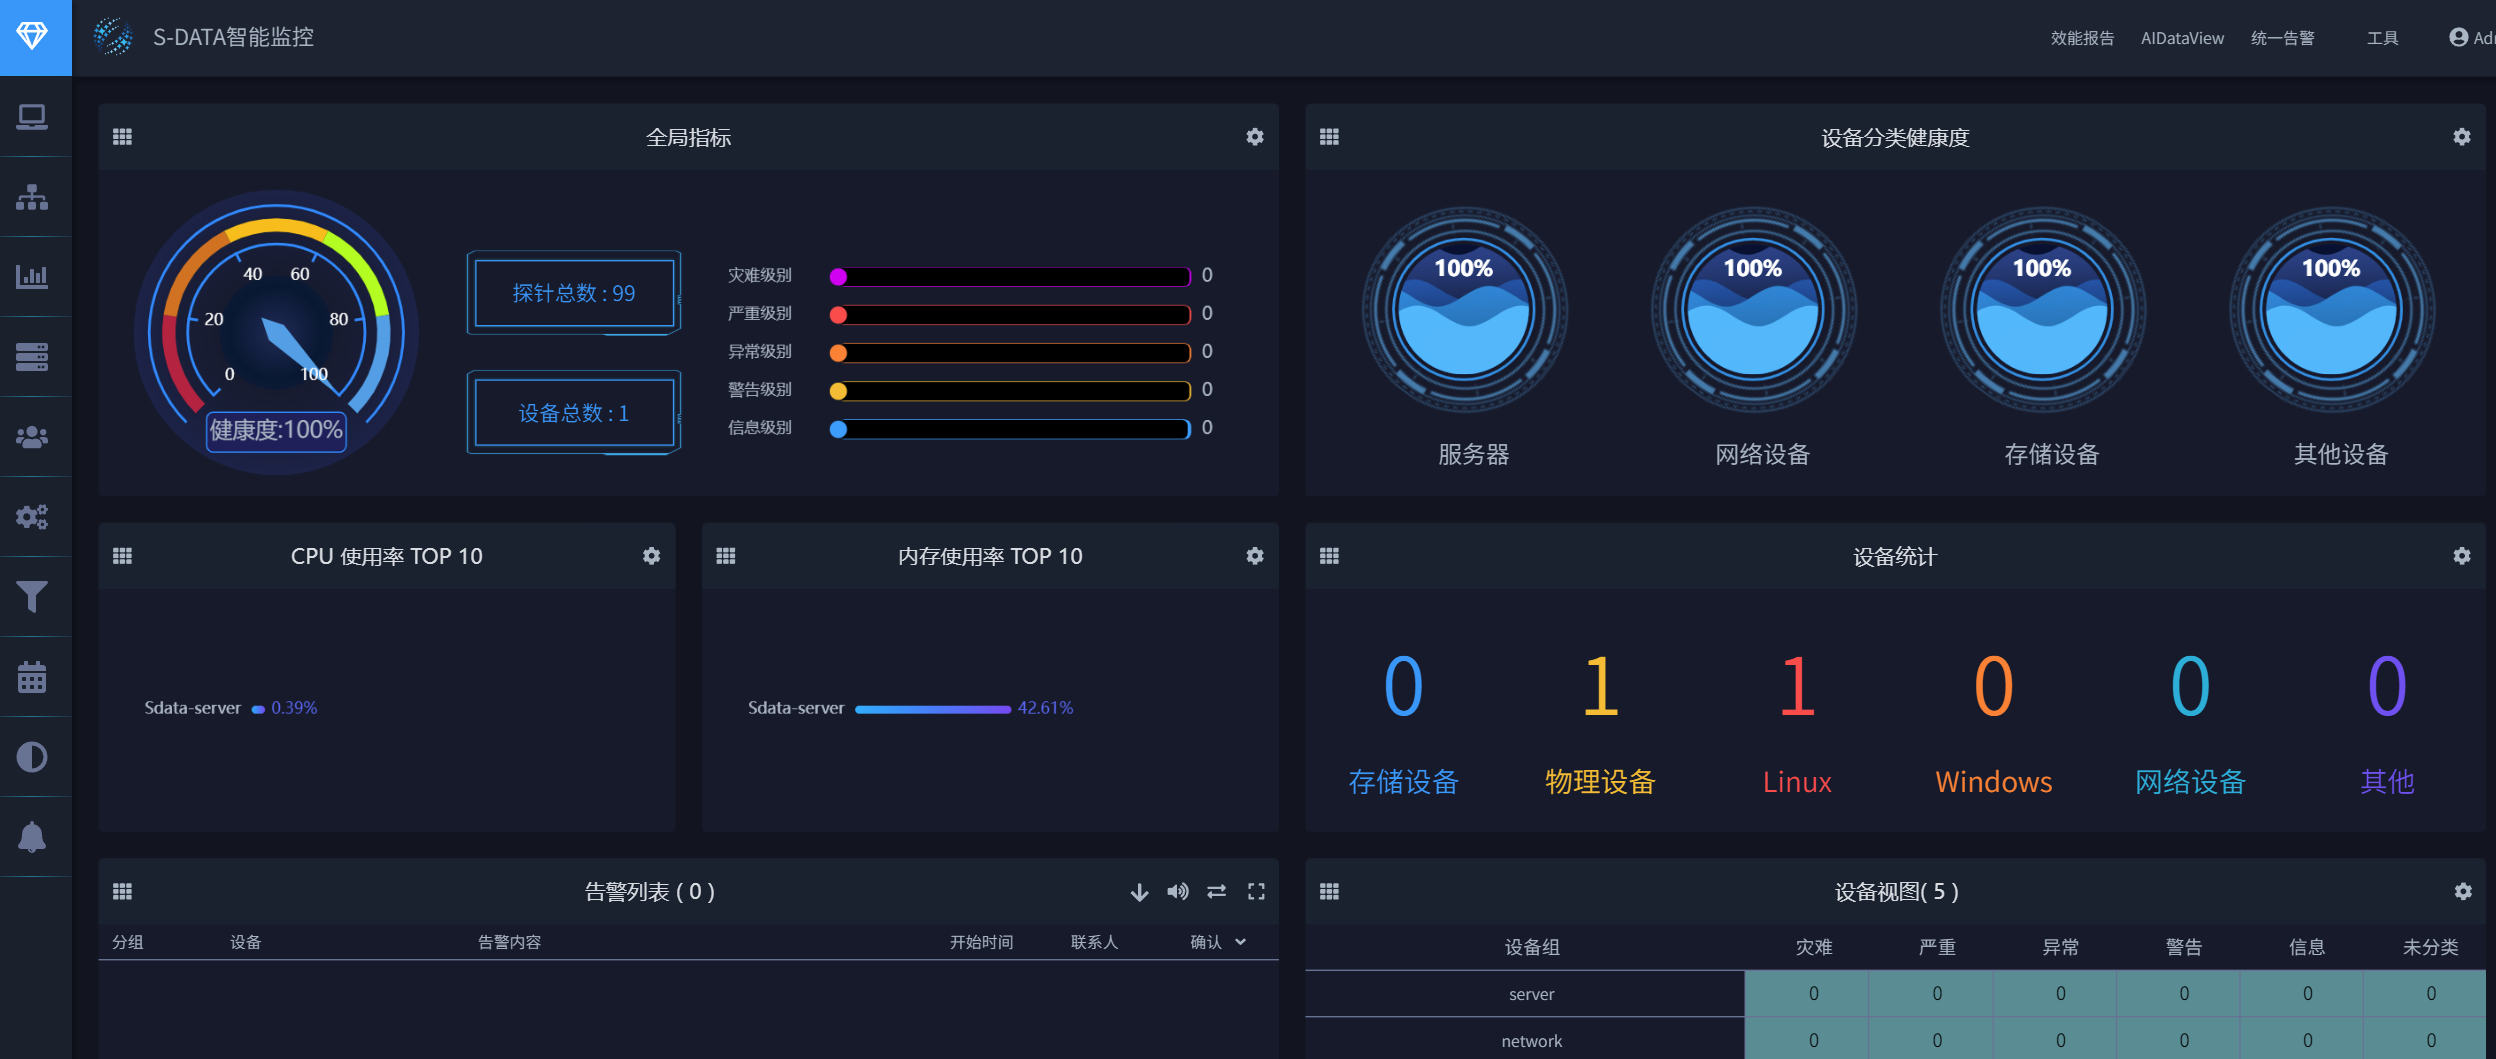 S-DATA智能监控
效能报告 AIDataView 统一告警 工具
全局指标
40 60
20 80
0 100
健康度:100%
探针总数 : 99
设备总数 : 1
灾难级别 0
严重级别 0
异常级别 0
警告级别 0
信息级别 0
设备分类健康度
100% 100% 100% 100%
服务器 网络设备 存储设备 其他设备
CPU 使用率 TOP 10
Sdata-server 0.39%
内存使用率 TOP 10
Sdata-server 42.61%
设备统计
0 1 1 0 0 0
存储设备 物理设备 Linux Windows 网络设备 其他
告警列表 ( 0 )
分组 设备 告警内容 开始时间 联系人 确认
设备视图( 5 )
设备组 灾难 严重 异常 警告 信息 未分类
server 0 0 0 0 0 0
network 0 0 0 0 0 0